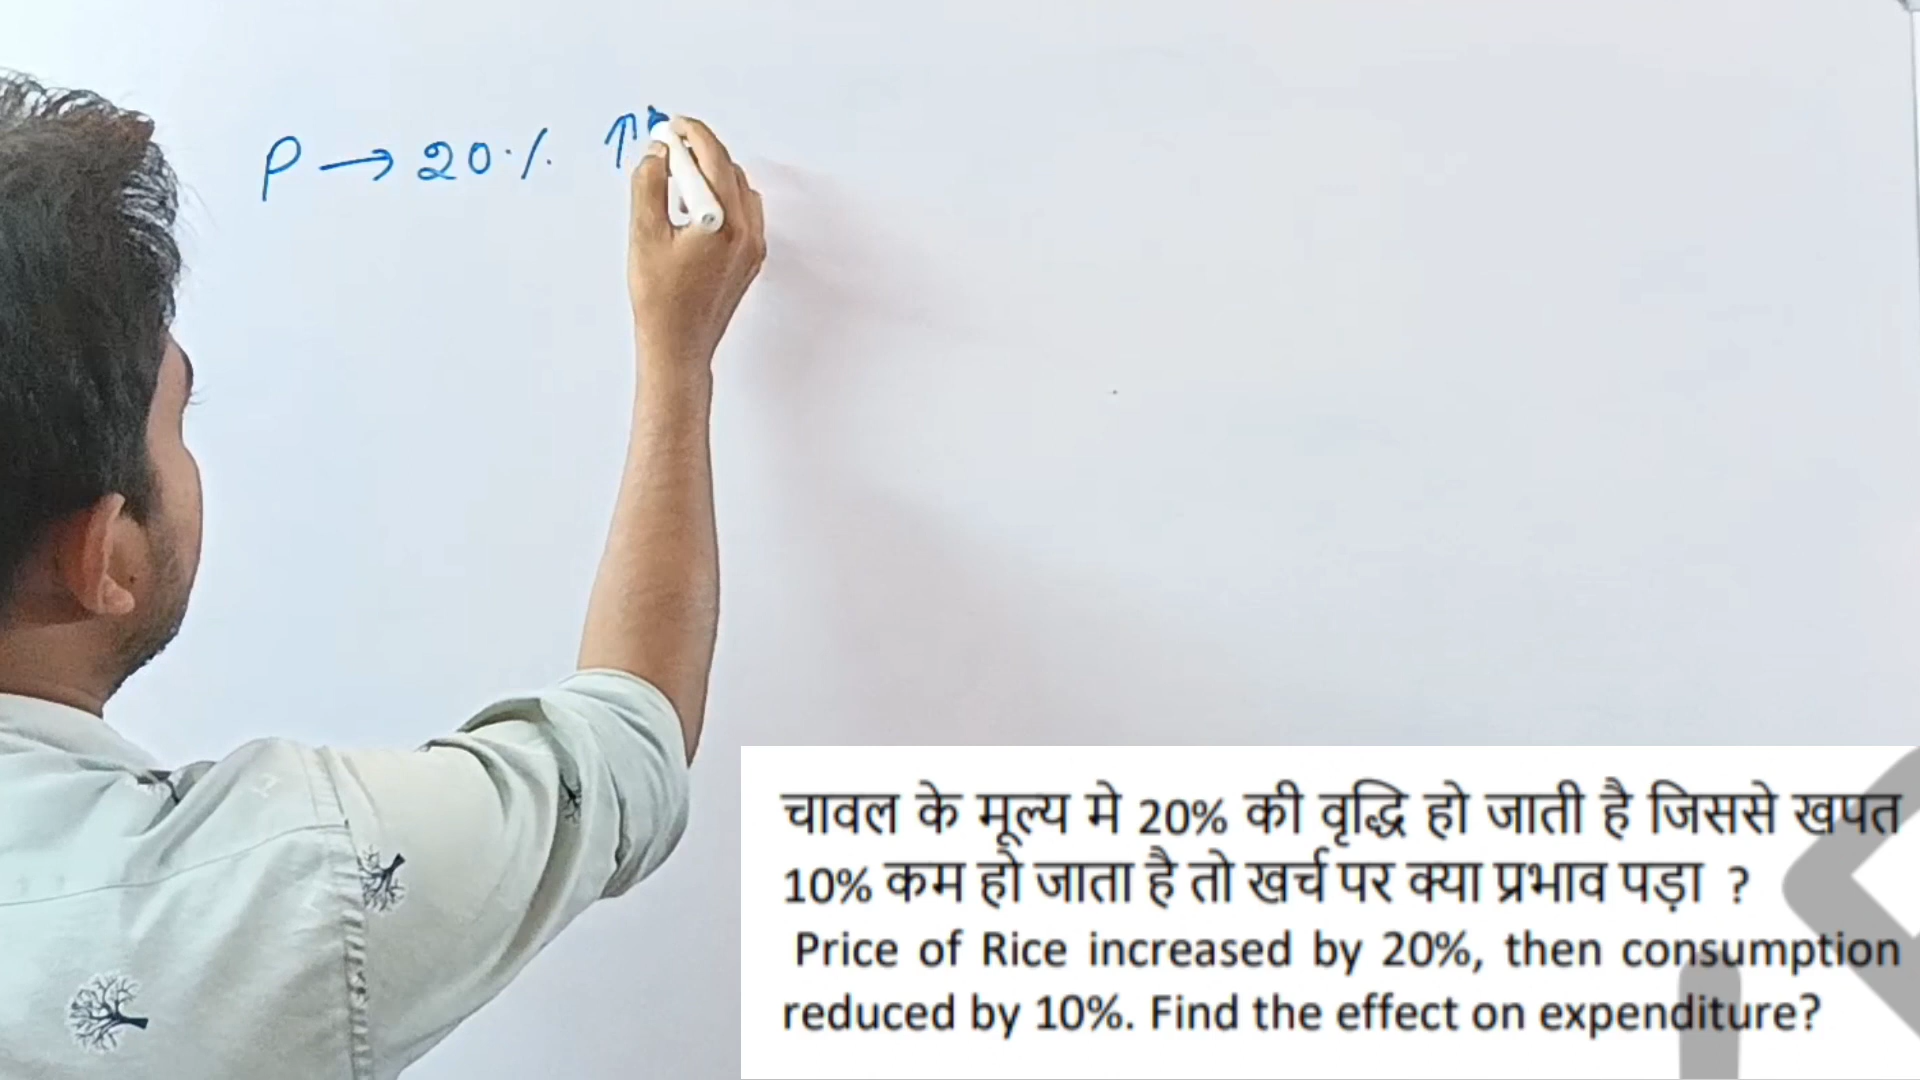 P → 20% ↑
चावल के मूल्य मे 20% की वृद्धि हो जाती है जिससे खपत
10% कम हो जाता है तो खर्च पर क्या प्रभाव पड़ा ?
Price of Rice increased by 20%, then consumption
reduced by 10%. Find the effect on expenditure?